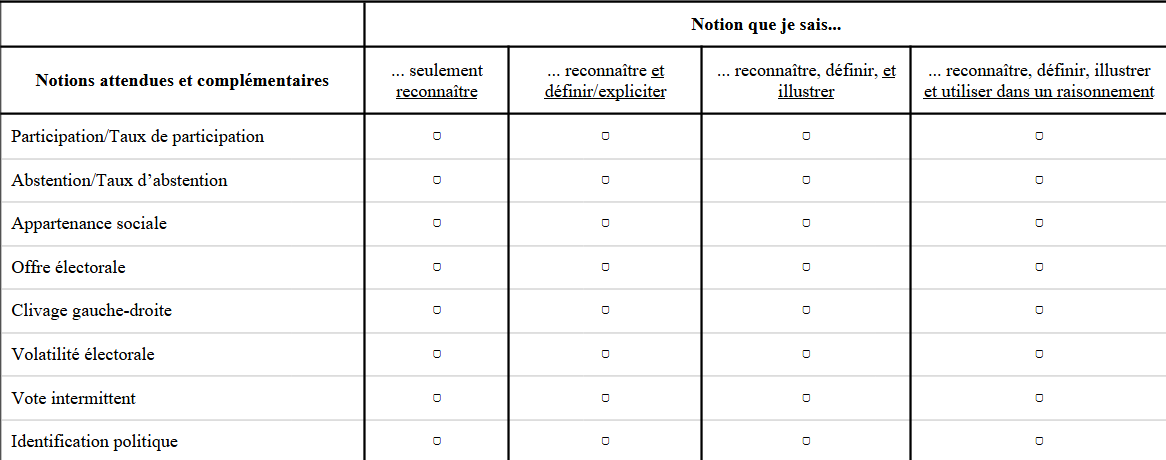 Notion que je sais...
Notions attendues et complémentaires
... seulement
reconnaître
... reconnaître et
définir/expliciter
... reconnaître, définir, et
illustrer
... reconnaître, définir, illustrer
et utiliser dans un raisonnement
Participation/Taux de participation
Abstention/Taux d’abstention
Appartenance sociale
Offre électorale
Clivage gauche-droite
Volatilité électorale
Vote intermittent
Identification politique